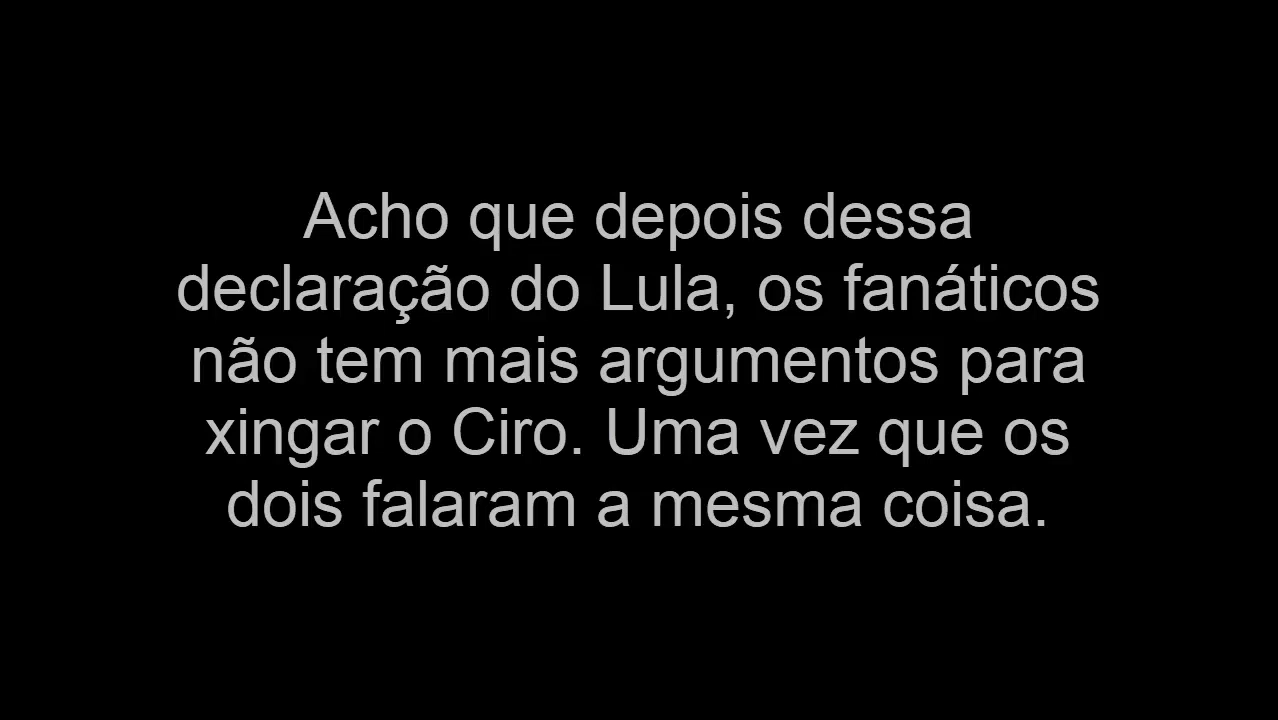 Acho que depois dessa
declaração do Lula, os fanáticos
não tem mais argumentos para
xingar o Ciro. Uma vez que os
dois falaram a mesma coisa.